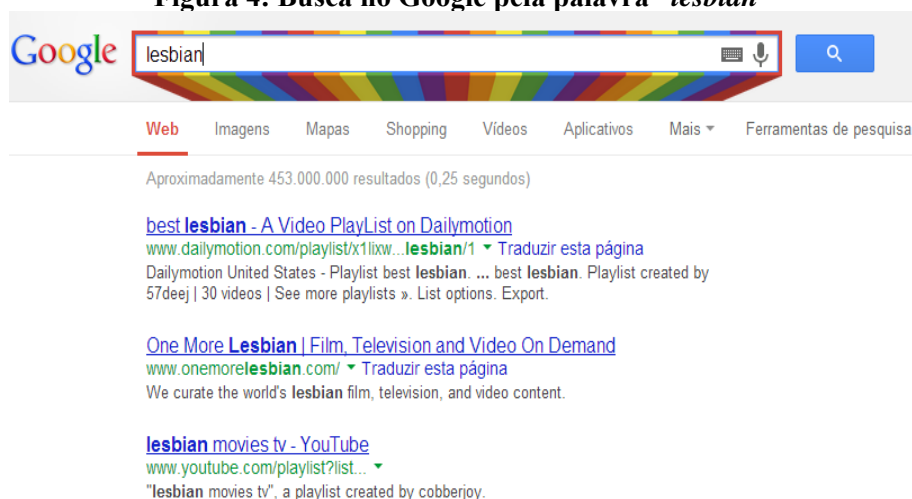 Figura 4: Busca no Google pela palavra "lesbian"
Google lesbian
Web Imagens Mapas Shopping Vídeos Aplicativos Mais Ferramentas de pesquisa
Aproximadamente 453.000.000 resultados (0,25 segundos)
best lesbian - A Video PlayList on Dailymotion
www.dailymotion.com/playlist/x1lixw...lesbian/1 Traduzir esta página
Dailymotion United States - Playlist best lesbian. ... best lesbian. Playlist created by
57deej | 30 videos | See more playlists ». List options. Export.
One More Lesbian | Film, Television and Video On Demand
www.onemorelesbian.com/ Traduzir esta página
We curate the world's lesbian film, television, and video content.
lesbian movies tv - YouTube
www.youtube.com/playlist?list...
"lesbian movies tv", a playlist created by cobberjoy.